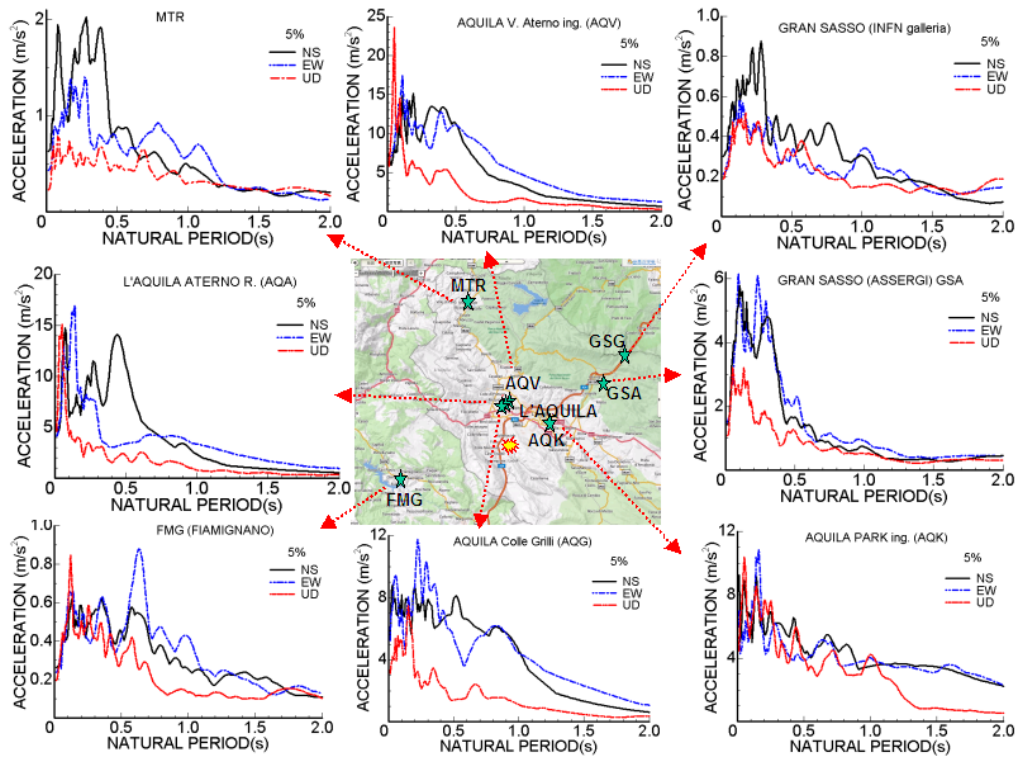 MTR
5%
NS
EW
UD
ACCELERATION (m/s²)
2
1
0 0.5 1.0 1.5 2.0
NATURAL PERIOD(s)
AQUILA V. Aterno ing. (AQV)
5%
NS
EW
UD
ACCELERATION (m/s²)
25
20
15
10
5
0 0.5 1.0 1.5 2.0
NATURAL PERIOD(s)
GRAN SASSO (INFN galleria)
5%
NS
EW
UD
ACCELERATION (m/s²)
1.0
0.8
0.6
0.4
0.2
0 0.5 1.0 1.5 2.0
NATURAL PERIOD(s)
L'AQUILA ATERNO R. (AQA)
5%
NS
EW
UD
ACCELERATION (m/s²)
20
15
10
5
0 0.5 1.0 1.5 2.0
NATURAL PERIOD(s)
MTR
GSG
GSA
AQV
L'AQUILA
AQK
FMG
GRAN SASSO (ASSERGI) GSA
5%
NS
EW
UD
ACCELERATION (m/s²)
6
4
2
0 0.5 1.0 1.5 2.0
NATURAL PERIOD(s)
FMG (FIAMIGNANO)
5%
NS
EW
UD
ACCELERATION (m/s²)
1.0
0.8
0.6
0.4
0.2
0 0.5 1.0 1.5 2.0
NATURAL PERIOD(s)
AQUILA Colle Grilli (AQG)
5%
NS
EW
UD
ACCELERATION (m/s²)
12
8
4
0 0.5 1.0 1.5 2.0
NATURAL PERIOD(s)
AQUILA PARK ing. (AQK)
5%
NS
EW
UD
ACCELERATION (m/s²)
12
8
4
0 0.5 1.0 1.5 2.0
NATURAL PERIOD(s)